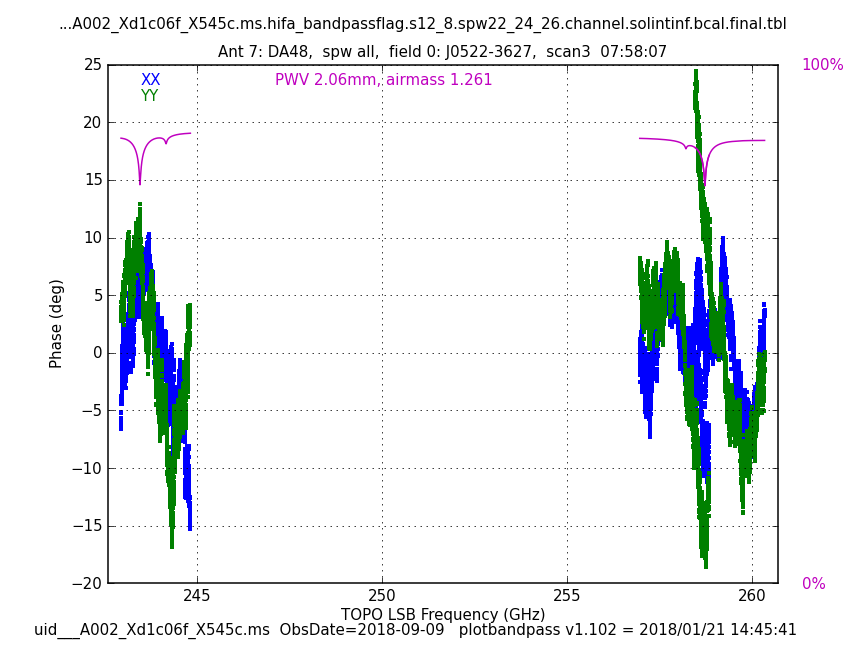 ...A002_Xd1c06f_X545c.ms.hifa_bandpassflag.s12_8.spw22_24_26.channel.solintinf.bcal.final.tbl
Ant 7: DA48,  spw all,  field 0: J0522-3627,  scan3  07:58:07
25 100%
XX PWV 2.06mm, airmass 1.261
YY
20
15
10
5
Phase (deg)
0
−5
−10
−15
−20 0%
245 250 255 260
TOPO LSB Frequency (GHz)
uid___A002_Xd1c06f_X545c.ms  ObsDate=2018-09-09   plotbandpass v1.102 = 2018/01/21 14:45:41